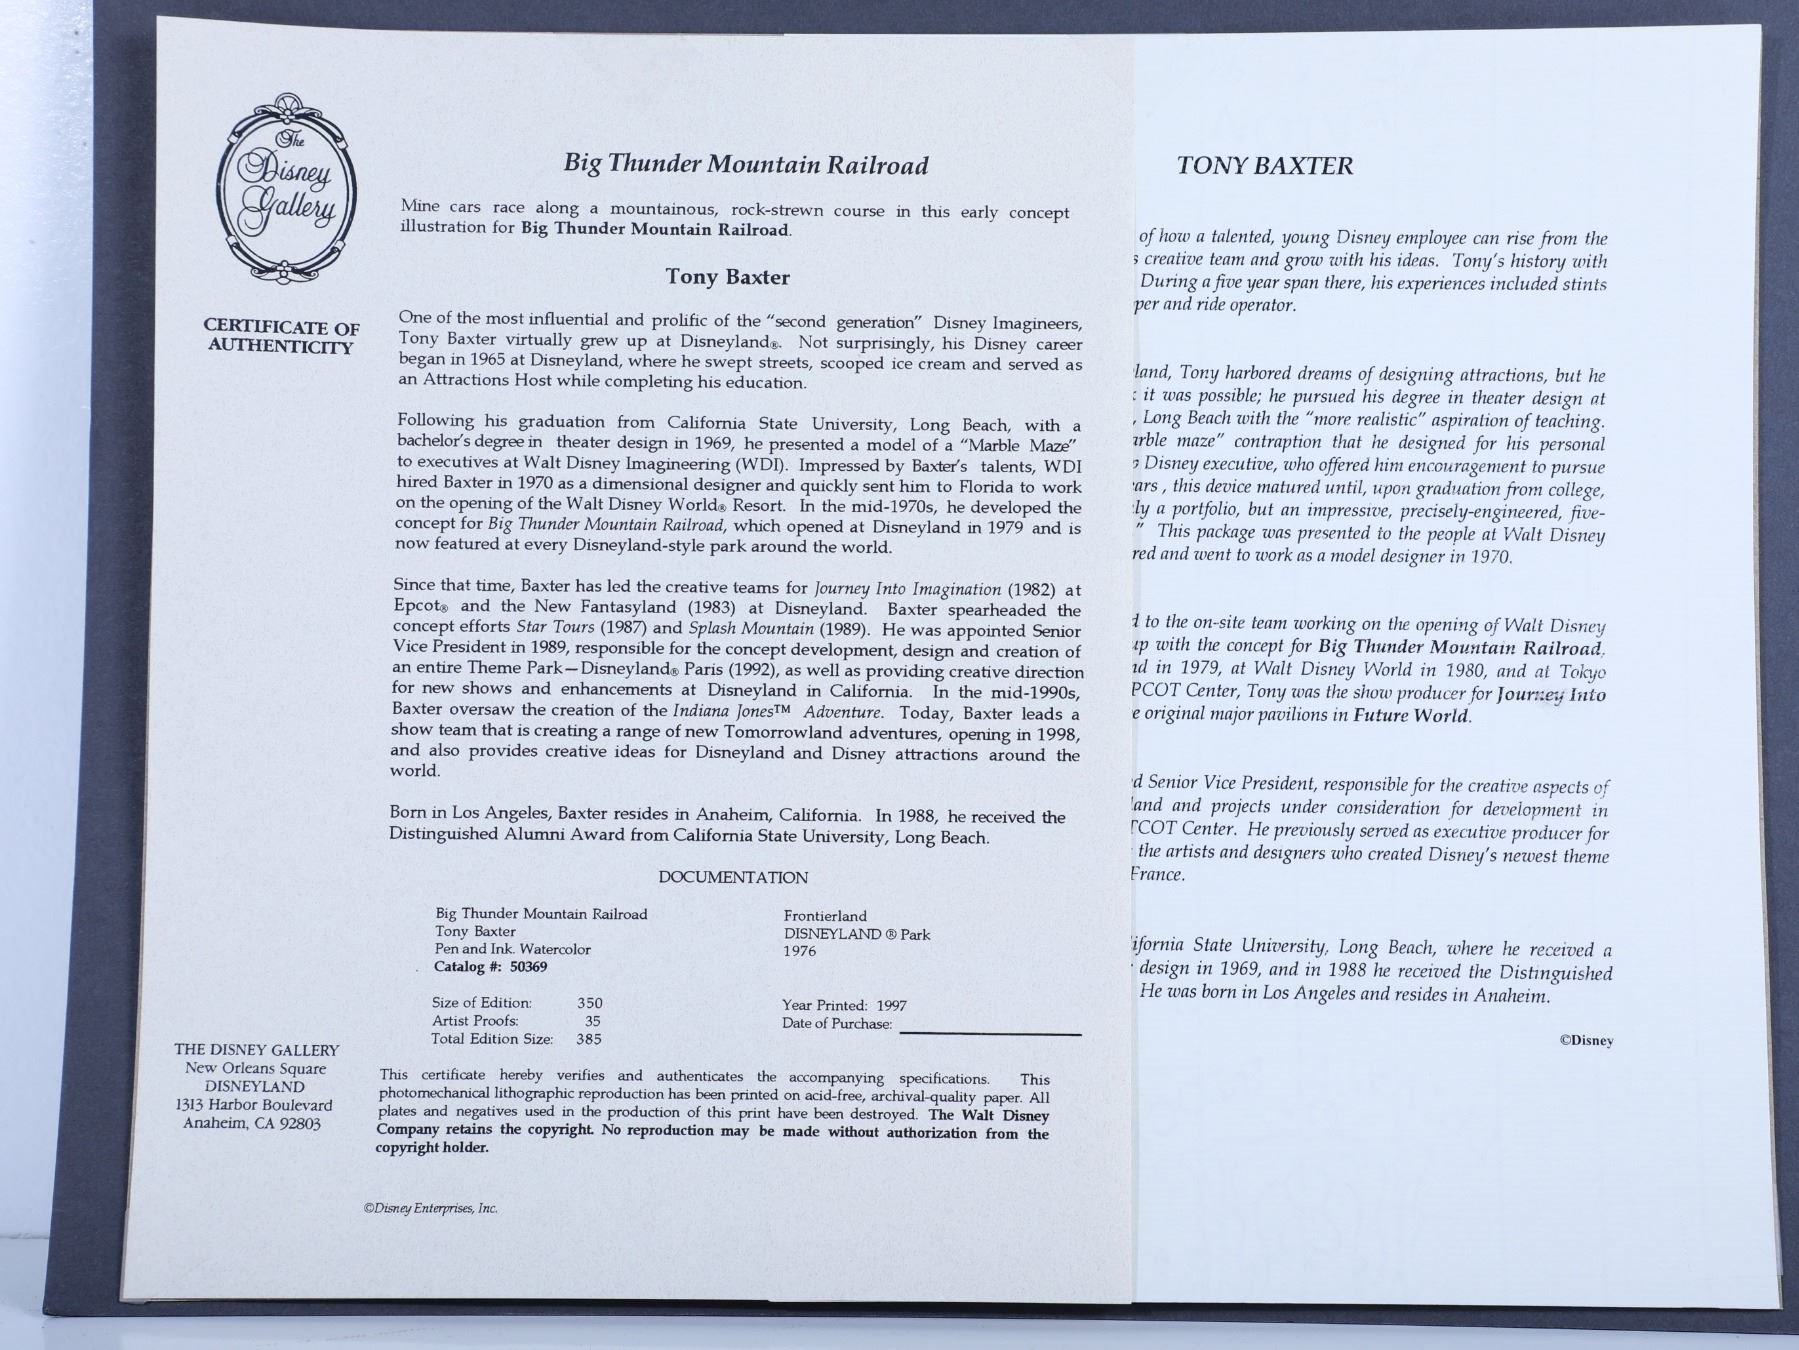 The
Disney
Gallery
CERTIFICATE OF
AUTHENTICITY
Big Thunder Mountain Railroad
Mine cars race along a mountainous, rock-strewn course in this early concept
illustration for Big Thunder Mountain Railroad.
Tony Baxter
One of the most influential and prolific of the “second generation” Disney Imagineers,
Tony Baxter virtually grew up at Disneyland®. Not surprisingly, his Disney career
began in 1965 at Disneyland, where he swept streets, scooped ice cream and served as
an Attractions Host while completing his education.
Following his graduation from California State University, Long Beach, with a
bachelor's degree in theater design in 1969, he presented a model of a “Marble Maze”
to executives at Walt Disney Imagineering (WDI). Impressed by Baxter's talents, WDI
hired Baxter in 1970 as a dimensional designer and quickly sent him to Florida to work
on the opening of the Walt Disney World® Resort. In the mid-1970s, he developed the
concept for Big Thunder Mountain Railroad, which opened at Disneyland in 1979 and is
now featured at every Disneyland-style park around the world.
Since that time, Baxter has led the creative teams for Journey Into Imagination (1982) at
Epcot® and the New Fantasyland (1983) at Disneyland. Baxter spearheaded the
concept efforts Star Tours (1987) and Splash Mountain (1989). He was appointed Senior
Vice President in 1989, responsible for the concept development, design and creation of
an entire Theme Park—Disneyland® Paris (1992), as well as providing creative direction
for new shows and enhancements at Disneyland in California. In the mid-1990s,
Baxter oversaw the creation of the Indiana Jones™ Adventure. Today, Baxter leads a
show team that is creating a range of new Tomorrowland adventures, opening in 1998,
and also provides creative ideas for Disneyland and Disney attractions around the
world.
Born in Los Angeles, Baxter resides in Anaheim, California. In 1988, he received the
Distinguished Alumni Award from California State University, Long Beach.
DOCUMENTATION
Big Thunder Mountain Railroad
Tony Baxter
Pen and Ink. Watercolor
Catalog #: 50369
Frontierland
DISNEYLAND ® Park
1976
Size of Edition: 350
Artist Proofs: 35
Total Edition Size: 385
Year Printed: 1997
Date of Purchase:
This certificate hereby verifies and authenticates the accompanying specifications. This
photomechanical lithographic reproduction has been printed on acid-free, archival-quality paper. All
plates and negatives used in the production of this print have been destroyed. The Walt Disney
Company retains the copyright. No reproduction may be made without authorization from the
copyright holder.
©Disney Enterprises, Inc.
THE DISNEY GALLERY
New Orleans Square
DISNEYLAND
1313 Harbor Boulevard
Anaheim, CA 92803
TONY BAXTER
of how a talented, young Disney employee can rise from the
s creative team and grow with his ideas. Tony's history with
During a five year span there, his experiences included stints
per and ride operator.
land, Tony harbored dreams of designing attractions, but he
it was possible; he pursued his degree in theater design at
, Long Beach with the “more realistic” aspiration of teaching.
arble maze” contraption that he designed for his personal
Disney executive, who offered him encouragement to pursue
ars , this device matured until, upon graduation from college,
ly a portfolio, but an impressive, precisely-engineered, five-
” This package was presented to the people at Walt Disney
red and went to work as a model designer in 1970.
d to the on-site team working on the opening of Walt Disney
up with the concept for Big Thunder Mountain Railroad,
nd in 1979, at Walt Disney World in 1980, and at Tokyo
PCOT Center, Tony was the show producer for Journey Into
e original major pavilions in Future World.
d Senior Vice President, responsible for the creative aspects of
land and projects under consideration for development in
PCOT Center. He previously served as executive producer for
the artists and designers who created Disney's newest theme
France.
ifornia State University, Long Beach, where he received a
design in 1969, and in 1988 he received the Distinguished
He was born in Los Angeles and resides in Anaheim.
©Disney